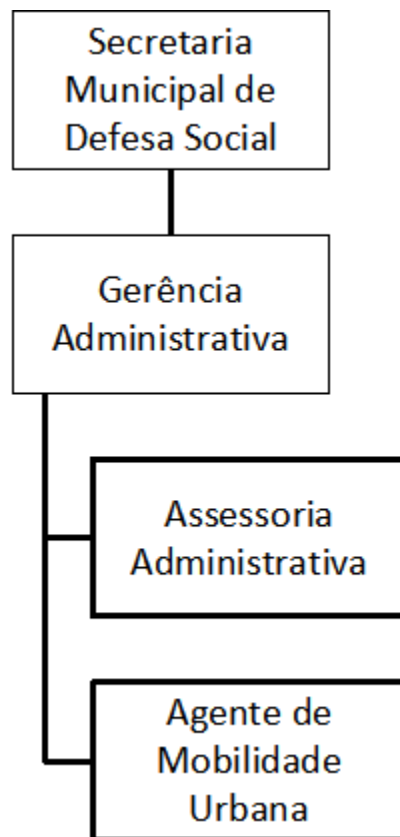 Secretaria
Municipal de
Defesa Social
Gerência
Administrativa
Assessoria
Administrativa
Agente de
Mobilidade
Urbana